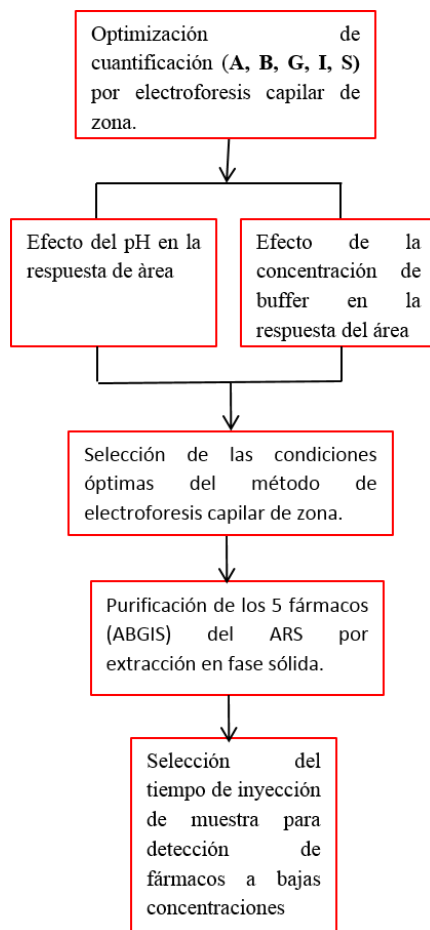 Optimización de
cuantificación (A, B, G, I, S)
por electroforesis capilar de
zona.
Efecto del pH en la
respuesta de àrea
Efecto de la
concentración de
buffer en la
respuesta del área
Selección de las condiciones
óptimas del método de
electroforesis capilar de zona.
Purificación de los 5 fármacos
(ABGIS) del ARS por
extracción en fase sólida.
Selección del
tiempo de inyección
de muestra para
detección de
fármacos a bajas
concentraciones